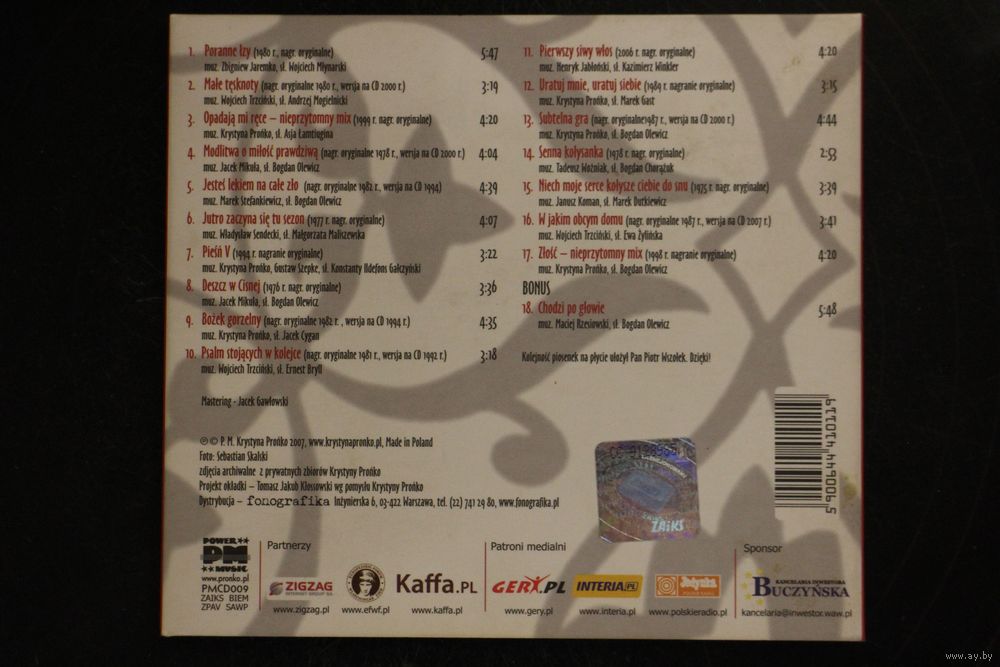 1. Poranne łzy (1980 r., nagr. oryginalne) 5:47
muz. Zbigniew Jaremko, sł. Wojciech Młynarski
2. Małe tęsknoty (nagr. oryginalne 1980 r., wersja na CD 2000 r.) 3:19
muz. Wojciech Trzciński, sł. Andrzej Mogielnicki
3. Opadają mi ręce – nieprzytomny mix (1999 r. nagr. oryginalne) 4:20
muz. Krystyna Prońko, sł. Asja Łamtiugina
4. Modlitwa o miłość prawdziwą (nagr. oryginalne 1978 r., wersja na CD 2000 r.) 4:04
muz. Jacek Mikuła, sł. Bogdan Olewicz
5. Jesteś lekiem na całe zło (nagr. oryginalne 1982 r., wersja na CD 1994) 4:39
muz. Marek Stefankiewicz, sł. Bogdan Olewicz
6. Jutro zaczyna się tu sezon (1977 r. nagr. oryginalne) 4:07
muz. Władysław Sendecki, sł. Małgorzata Maliszewska
7. Pieśń V (1994 r. nagranie oryginalne) 3:22
muz. Krystyna Prońko, Gustaw Szepke, sł. Konstanty Ildefons Gałczyński
8. Deszcz w Cisnej (1976 r. nagr. oryginalne) 3:36
muz. Jacek Mikuła, sł. Bogdan Olewicz
9. Bożek gorzelny (nagr. oryginalne 1982 r. , wersja na CD 1994 r.) 4:35
muz. Krystyna Prońko, sł. Jacek Cygan
10. Psalm stojących w kolejce (nagr. oryginalne 1981 r., wersja na CD 1992 r.) 3:18
muz. Wojciech Trzciński, sł. Ernest Bryll
Mastering - Jacek Gawłowski
11. Pierwszy siwy włos (2006 r. nagr. oryginalne) 4:20
muz. Henryk Jabłoński, sł. Kazimierz Winkler
12. Uratuj mnie, uratuj siebie (1989 r. nagranie oryginalne) 3:15
muz. Krystyna Prońko, sł. Marek Gast
13. Subtelna gra (nagr. oryginalne1987 r., wersja na CD 2000 r.) 4:44
muz. Krystyna Prońko, sł. Bogdan Olewicz
14. Senna kołysanka (1978 r. nagr. oryginalne) 2:53
muz. Tadeusz Woźniak, sł. Bogdan Chorążuk
15. Niech moje serce kołysze ciebie do snu (1975 r. nagr. oryginalne) 3:39
muz. Janusz Koman, sł. Marek Dutkiewicz
16. W jakim obcym domu (nagr. oryginalne 1987 r., wersja na CD 2007 r.) 3:41
muz. Wojciech Trzciński, sł. Ewa Żylińska
17. Złość – nieprzytomny mix (1998 r. nagranie oryginalne) 4:20
muz. Krystyna Prońko, sł. Bogdan Olewicz
BONUS
18. Chodzi po głowie 5:48
muz. Maciej Rzesiowski, sł. Bogdan Olewicz
Kolejność piosenek na płycie ułożył Pan Piotr Wszołek. Dzięki!
℗ © P. M. Krystyna Prońko 2007, www.krystynapronko.pl, Made in Poland
Foto: Sebastian Skalski
zdjęcia archiwalne z prywatnych zbiorów Krystyny Prońko
Projekt okładki - Tomasz Jakub Kłossowski wg pomysłu Krystyny Prońko
Dystrybucja - fonografika Inżynierska 6, 03-422 Warszawa, tel. (22) 741 29 80, www.fonografika.pl
5 900644 410119
ZAiKS
POWER
PM
MUSIC
www.pronko.pl
PMCD009
ZAIKS BIEM
ZPAV SAWP
Partnerzy
ZIGZAG
INTERNET GROUP SA
Kaffa.PL
www.zigzag.pl www.efwf.pl www.kaffa.pl
Patroni medialni
GERY.PL INTERIA.PL Jedynka
POLSKIE RADIO
www.gery.pl www.interia.pl www.polskieradio.pl
Sponsor
KANCELARIA INWESTORA
BUCZYŃSKA
kancelaria@inwestor.waw.pl
www.ay.by